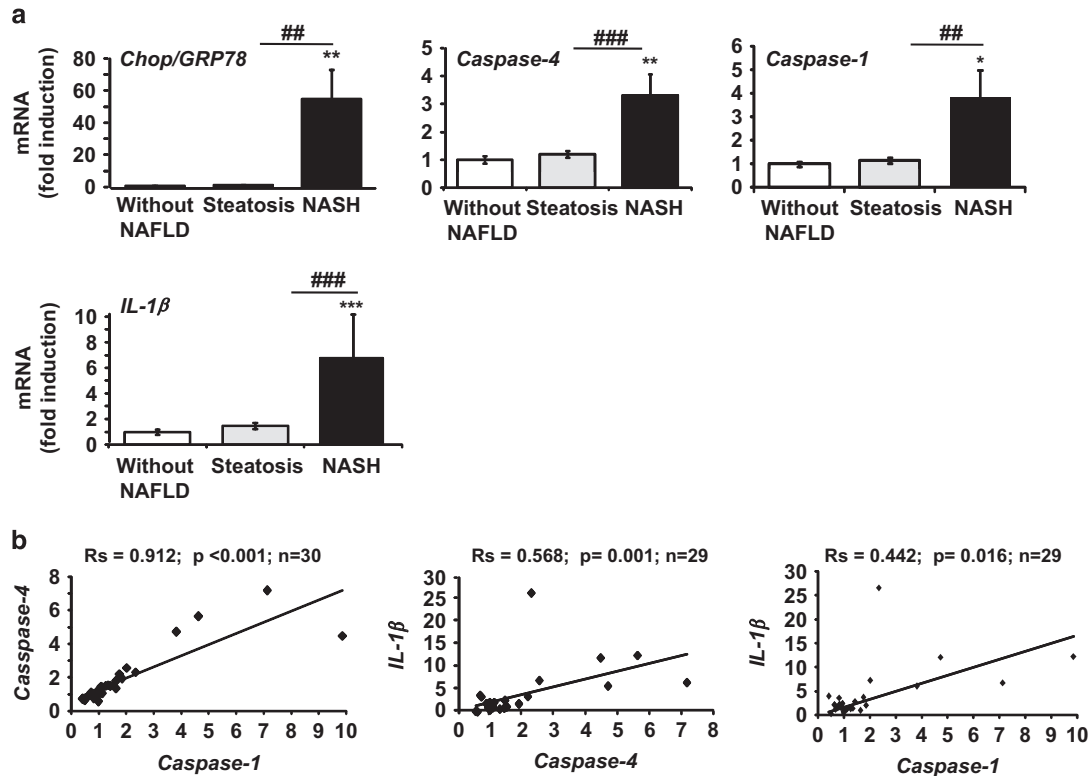 a
Chop/GRP78
##
**
mRNA
(fold induction)
80
60
40
20
0
Without
NAFLD
Steatosis
NASH
Caspase-4
###
**
5
4
3
2
1
0
Without
NAFLD
Steatosis
NASH
Caspase-1
##
*
6
5
4
3
2
1
0
Without
NAFLD
Steatosis
NASH
IL-1β
###
***
mRNA
(fold induction)
10
8
6
4
2
0
Without
NAFLD
Steatosis
NASH
b
Rs = 0.912; p <0.001; n=30
Casspase-4
8
6
4
2
0
0 1 2 3 4 5 6 7 8 9 10
Caspase-1
Rs = 0.568; p= 0.001; n=29
IL-1β
30
25
20
15
10
5
0
0 1 2 3 4 5 6 7 8
Caspase-4
Rs = 0.442; p= 0.016; n=29
IL-1β
30
25
20
15
10
5
0
0 1 2 3 4 5 6 7 8 9 10
Caspase-1